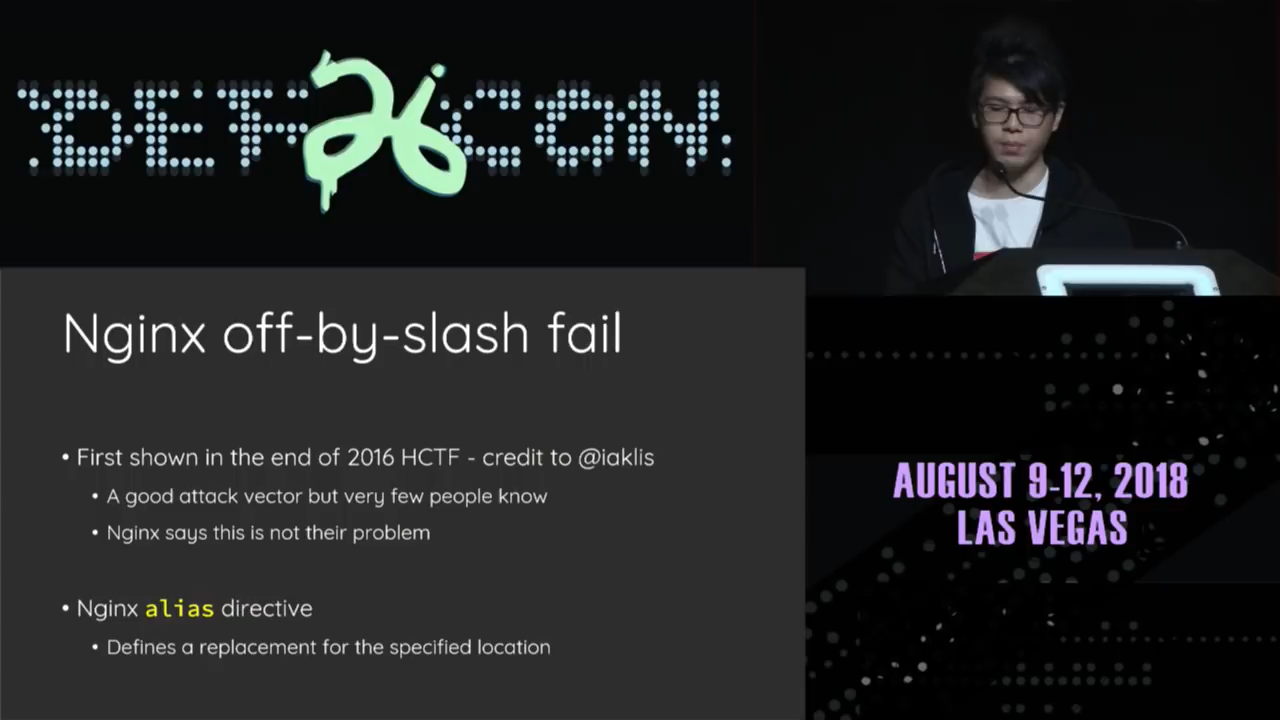 DEF CON 26
Nginx off-by-slash fail
• First shown in the end of 2016 HCTF - credit to @iaklis
• A good attack vector but very few people know
• Nginx says this is not their problem
• Nginx alias directive
• Defines a replacement for the specified location
AUGUST 9-12, 2018
LAS VEGAS